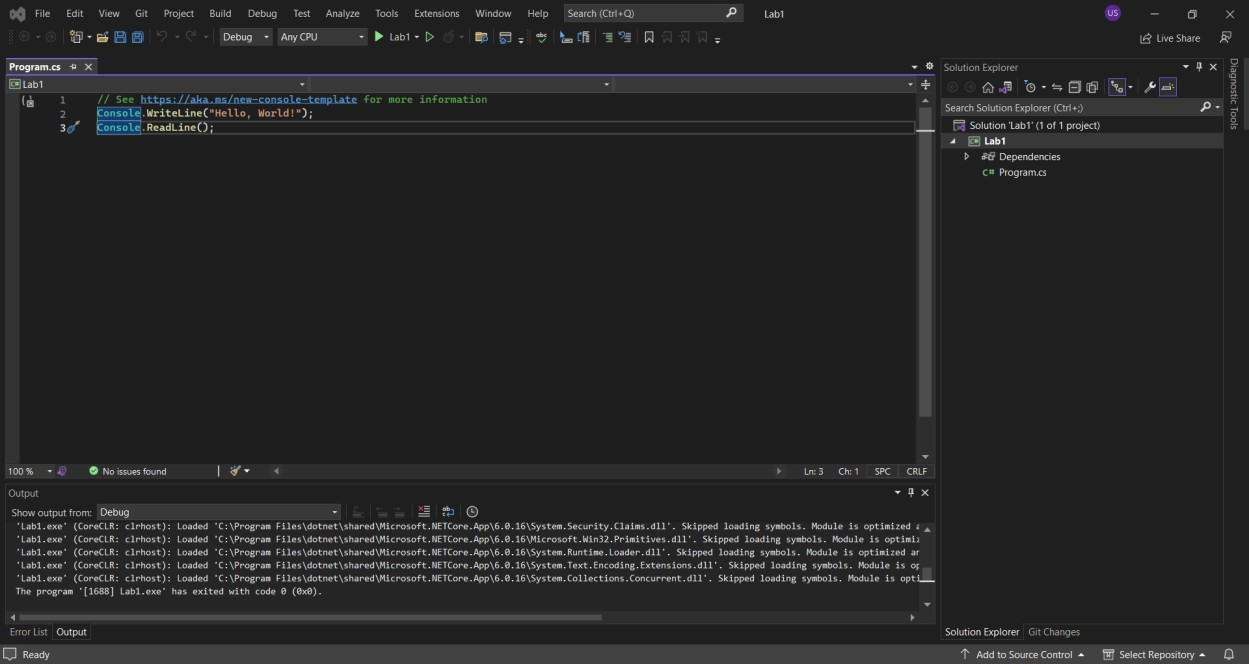 File Edit View Git Project Build Debug Test Analyze Tools Extensions Window Help Search (Ctrl+Q) Lab1 US
Debug Any CPU Lab1 Live Share
Program.cs
Lab1
1 // See https://aka.ms/new-console-template for more information
2 Console.WriteLine("Hello, World!");
3 Console.ReadLine();
100 % No issues found Ln: 3 Ch: 1 SPC CRLF
Output
Show output from: Debug
'Lab1.exe' (CoreCLR: clrhost): Loaded 'C:\Program Files\dotnet\shared\Microsoft.NETCore.App\6.0.16\System.Security.Claims.dll'. Skipped loading symbols. Module is optimized a
'Lab1.exe' (CoreCLR: clrhost): Loaded 'C:\Program Files\dotnet\shared\Microsoft.NETCore.App\6.0.16\Microsoft.Win32.Primitives.dll'. Skipped loading symbols. Module is optimiz
'Lab1.exe' (CoreCLR: clrhost): Loaded 'C:\Program Files\dotnet\shared\Microsoft.NETCore.App\6.0.16\System.Runtime.Loader.dll'. Skipped loading symbols. Module is optimized an
'Lab1.exe' (CoreCLR: clrhost): Loaded 'C:\Program Files\dotnet\shared\Microsoft.NETCore.App\6.0.16\System.Text.Encoding.Extensions.dll'. Skipped loading symbols. Module is op
'Lab1.exe' (CoreCLR: clrhost): Loaded 'C:\Program Files\dotnet\shared\Microsoft.NETCore.App\6.0.16\System.Collections.Concurrent.dll'. Skipped loading symbols. Module is opti
The program '[1688] Lab1.exe' has exited with code 0 (0x0).
Error List Output
Solution Explorer
Search Solution Explorer (Ctrl+;)
Solution 'Lab1' (1 of 1 project)
Lab1
Dependencies
C# Program.cs
Solution Explorer Git Changes
Diagnostic Tools
Ready Add to Source Control Select Repository